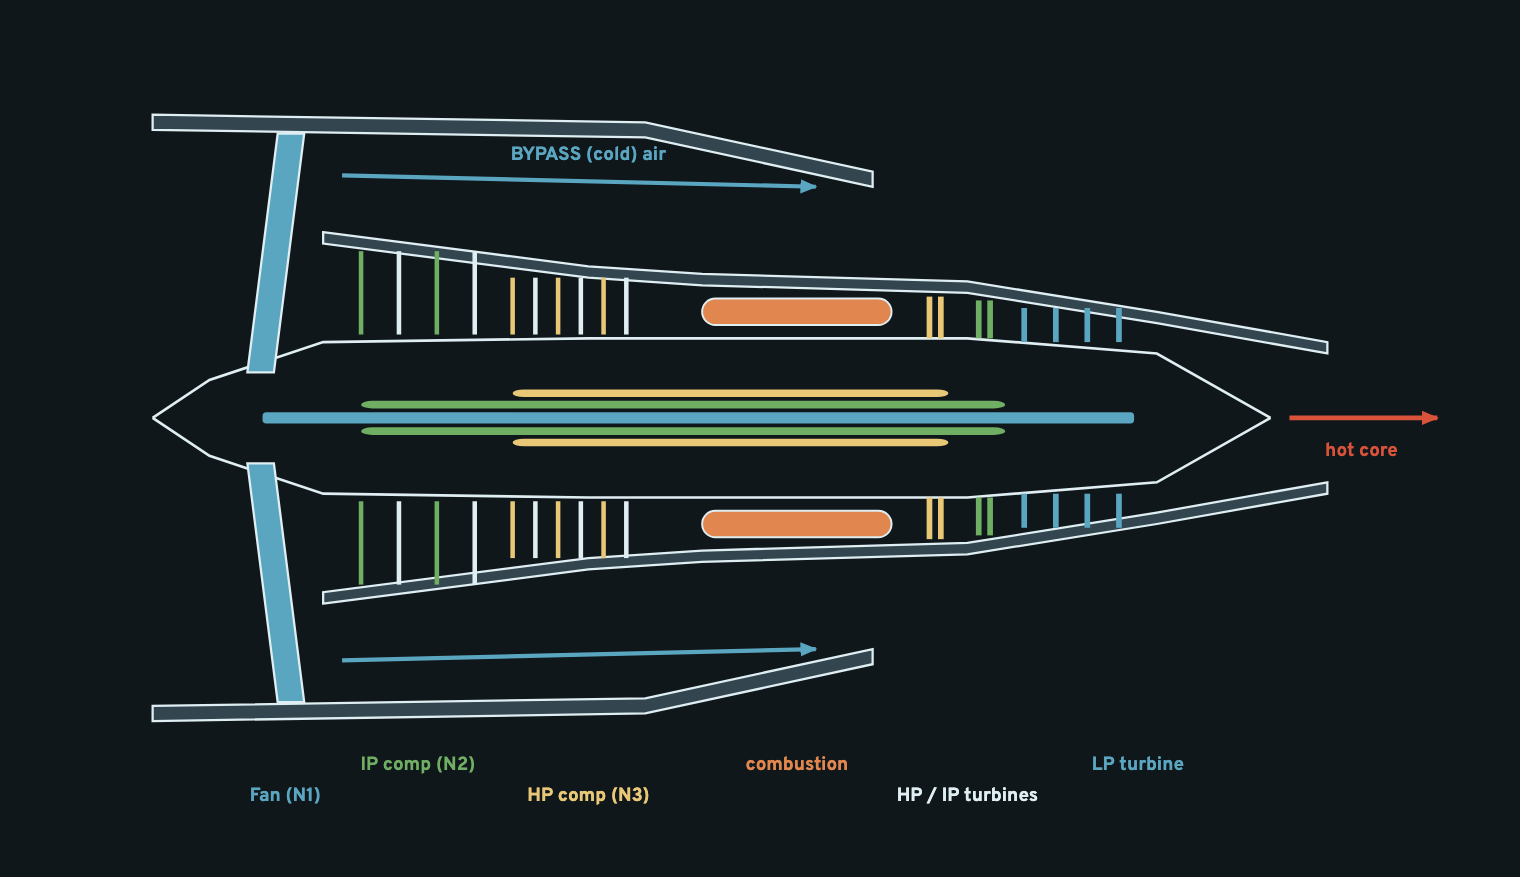 BYPASS (cold) air
hot core
IP comp (N2)
combustion
LP turbine
Fan (N1)
HP comp (N3)
HP / IP turbines